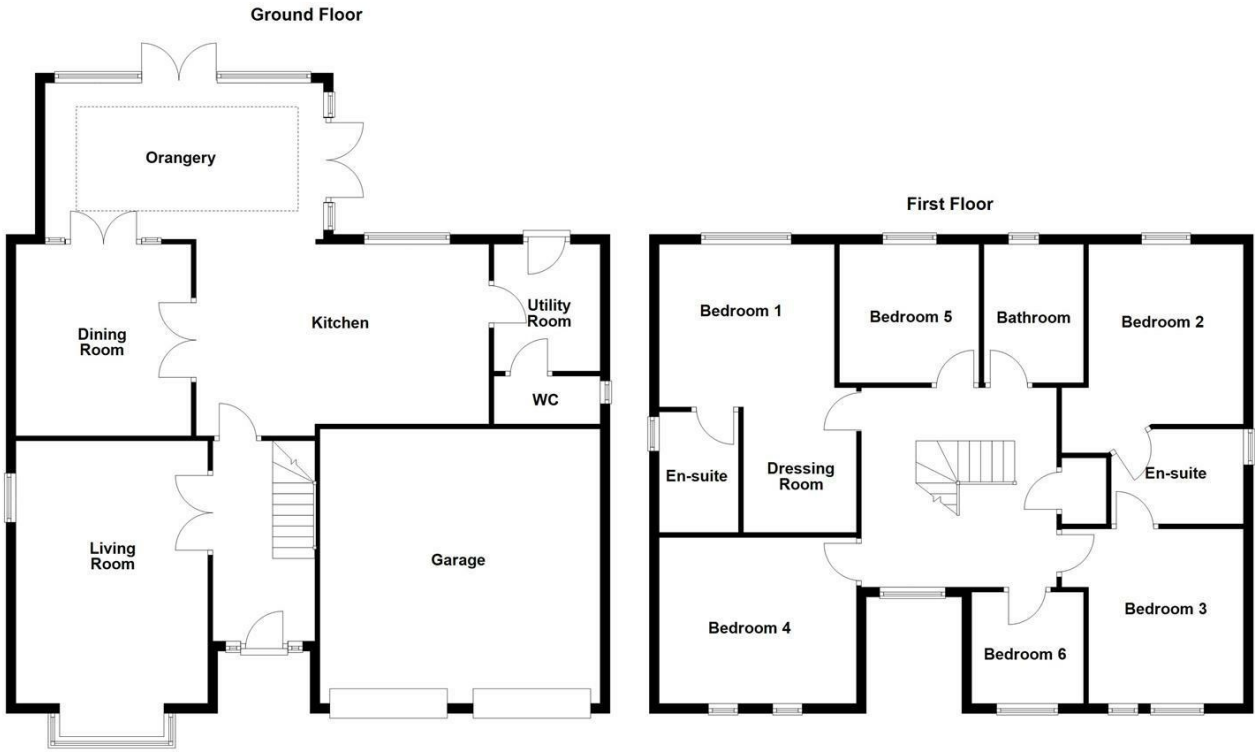 Ground Floor
Orangery
Dining
Room
Kitchen
Utility
Room
WC
Living
Room
Garage
First Floor
Bedroom 1
Bedroom 5
Bathroom
Bedroom 2
En-suite
Dressing
Room
En-suite
Bedroom 4
Bedroom 6
Bedroom 3